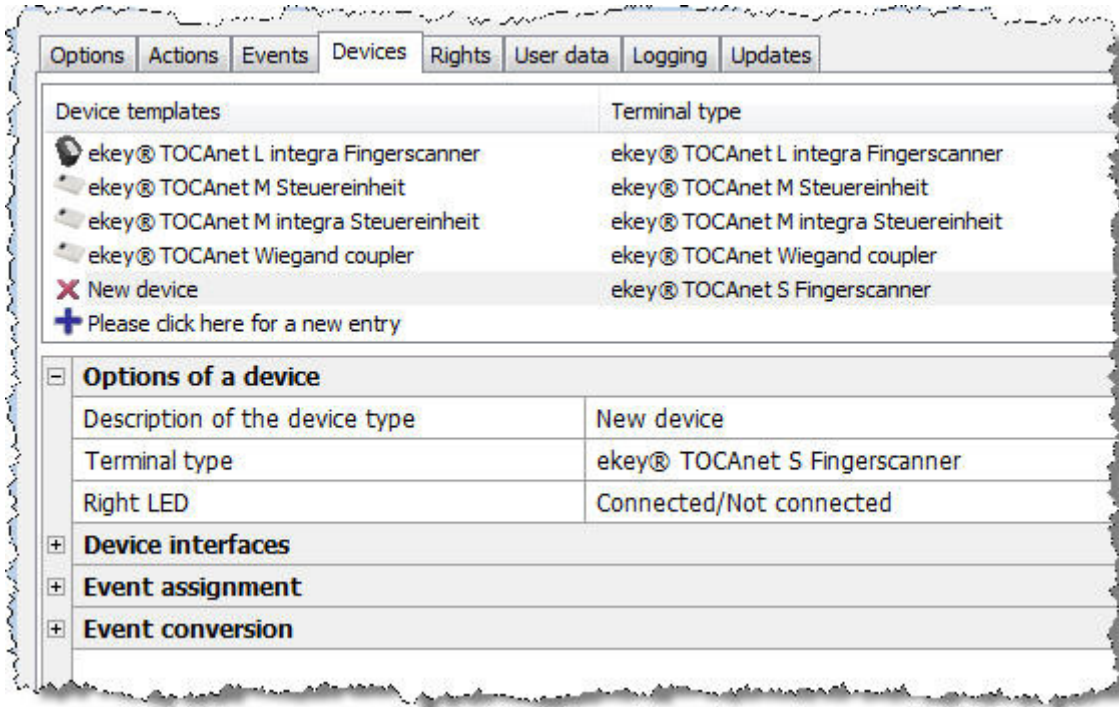 Options Actions Events Devices Rights User data Logging Updates
Device templates Terminal type
ekey® TOCAnet L integra Fingerscanner ekey® TOCAnet L integra Fingerscanner
ekey® TOCAnet M Steuereinheit ekey® TOCAnet M Steuereinheit
ekey® TOCAnet M integra Steuereinheit ekey® TOCAnet M integra Steuereinheit
ekey® TOCAnet Wiegand coupler ekey® TOCAnet Wiegand coupler
New device ekey® TOCAnet S Fingerscanner
Please click here for a new entry
Options of a device
Description of the device type New device
Terminal type ekey® TOCAnet S Fingerscanner
Right LED Connected/Not connected
Device interfaces
Event assignment
Event conversion